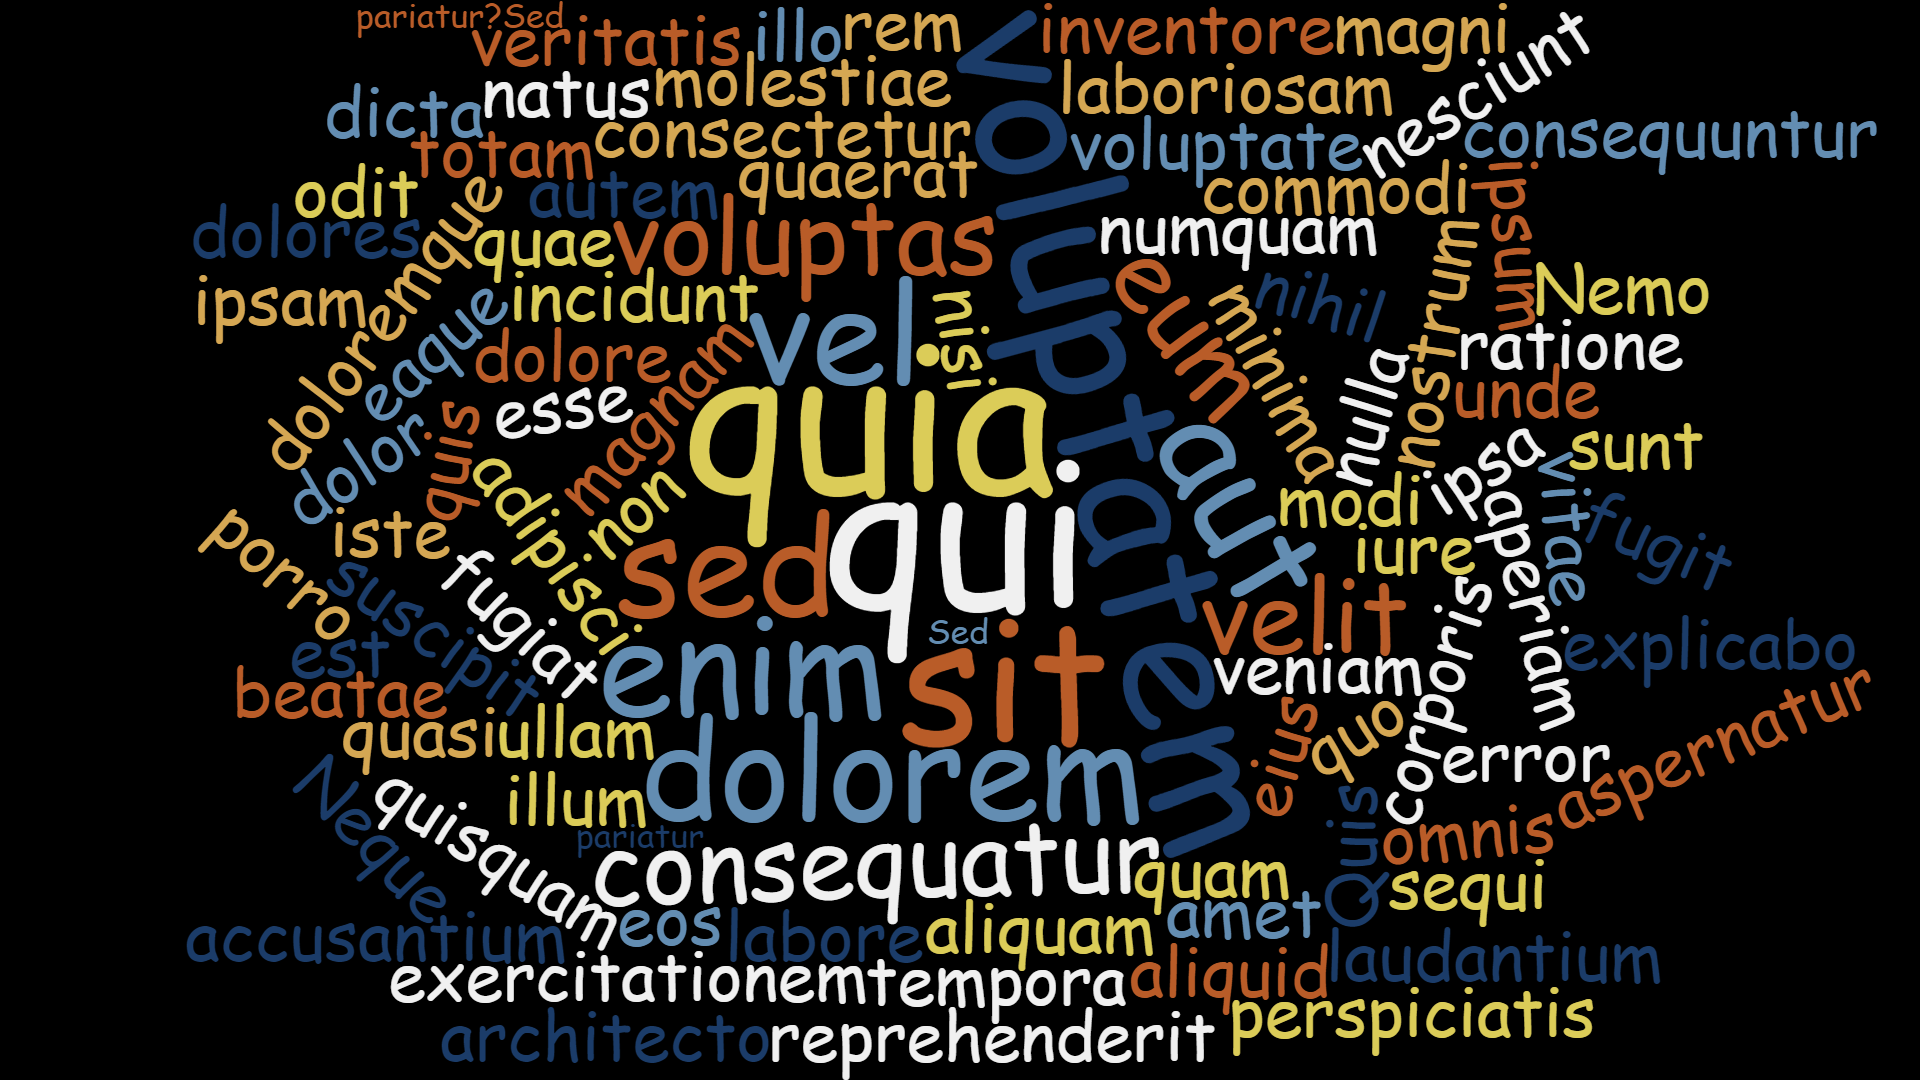 pariatur?Sed
veritatis
illo
rem
inventore
magni
nesciunt
natus
molestiae
laboriosam
dicta
totam
consectetur
voluptate
consequuntur
odit
autem
quaerat
commodi
ipsum
dolores
doloremque
quae
voluptas
voluptatem
numquam
nostrum
ipsam
eaque
incidunt
vel
nisi
eum
minima
nihil
Nemo
dolore
magnam
nulla
ratione
dolor
quis
esse
quia
aut
unde
adipisci
non
qui
modi
ipsa
sunt
vitae
porro
iste
sed
iure
aperiam
fugit
suscipit
fugiat
enim
Sed
sit
velit
corporis
explicabo
est
beatae
veniam
quasi
ullam
dolorem
eius
quo
error
aspernatur
Neque
quisquam
illum
pariatur
consequatur
quam
Quis
omnis
sequi
accusantium
eos
labore
aliquam
amet
laudantium
exercitationem
tempora
aliquid
perspiciatis
architecto
reprehenderit